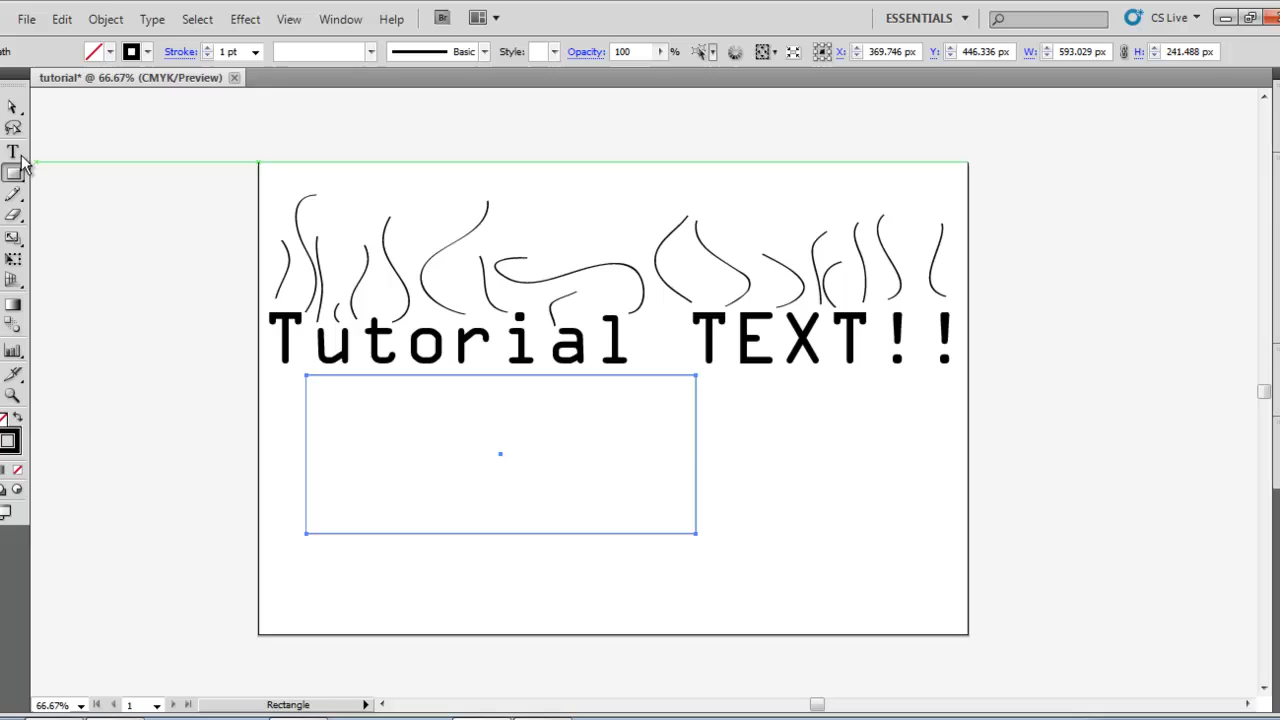 File Edit Object Type Select Effect View Window Help Br ESSENTIALS CS Live
Stroke: 1 pt Basic Style: Opacity: 100 % X: 369.746 px Y: 446.336 px W: 593.029 px H: 241.488 px
tutorial* @ 66.67% (CMYK/Preview)
T
Tutorial TEXT!!
66.67% 1 Rectangle